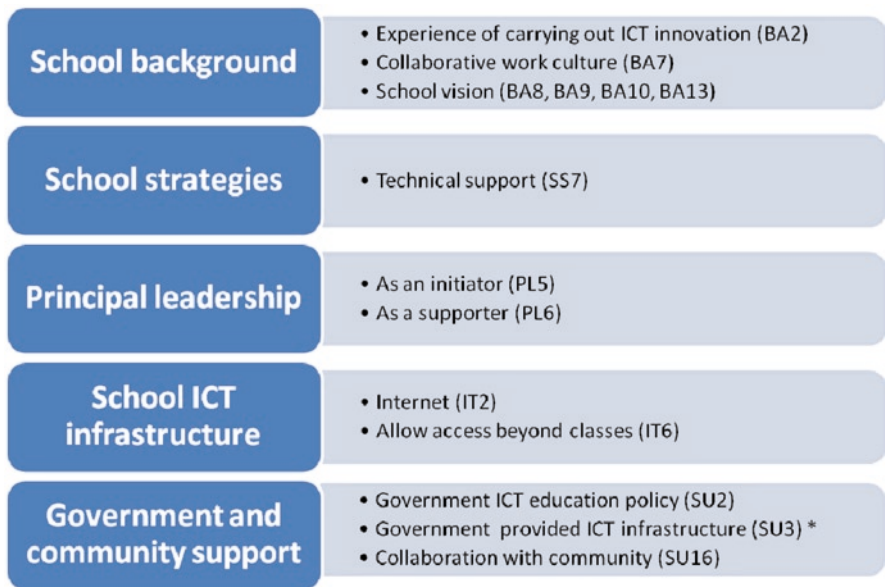 School background
• Experience of carrying out ICT innovation (BA2)
• Collaborative work culture (BA7)
• School vision (BA8, BA9, BA10, BA13)
School strategies
• Technical support (SS7)
Principal leadership
• As an initiator (PL5)
• As a supporter (PL6)
School ICT
infrastructure
• Internet (IT2)
• Allow access beyond classes (IT6)
Government and
community support
• Government ICT education policy (SU2)
• Government provided ICT infrastructure (SU3) *
• Collaboration with community (SU16)